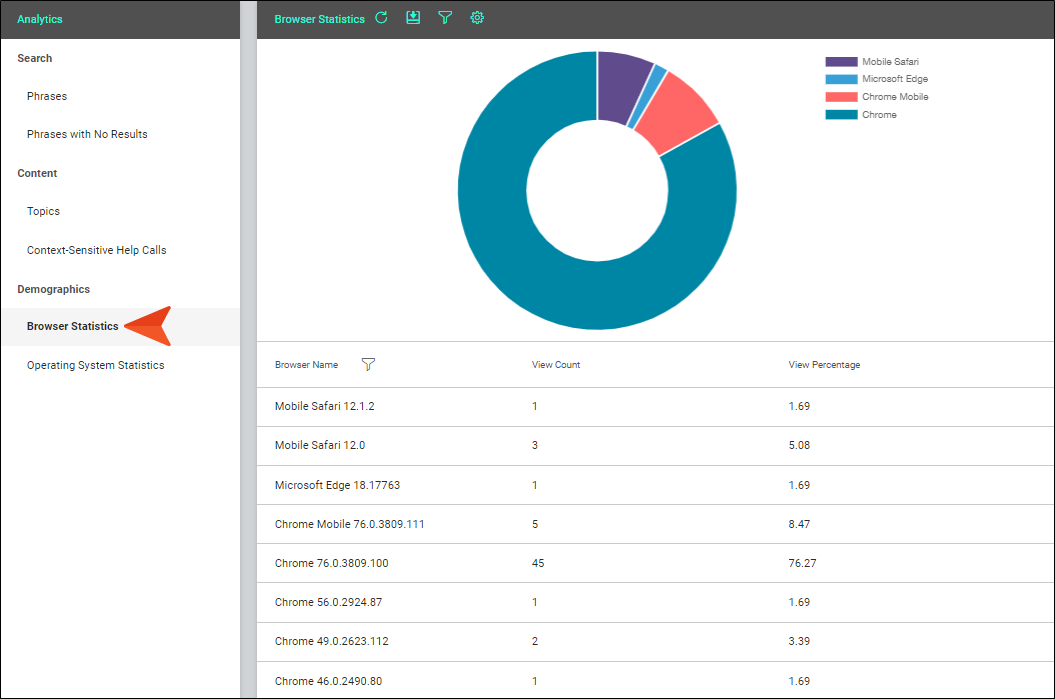 Analytics
Search
Phrases
Phrases with No Results
Content
Topics
Context-Sensitive Help Calls
Demographics
Browser Statistics
Operating System Statistics
Browser Statistics
Mobile Safari
Microsoft Edge
Chrome Mobile
Chrome
Browser Name View Count View Percentage
Mobile Safari 12.1.2 1 1.69
Mobile Safari 12.0 3 5.08
Microsoft Edge 18.17763 1 1.69
Chrome Mobile 76.0.3809.111 5 8.47
Chrome 76.0.3809.100 45 76.27
Chrome 56.0.2924.87 1 1.69
Chrome 49.0.2623.112 2 3.39
Chrome 46.0.2490.80 1 1.69